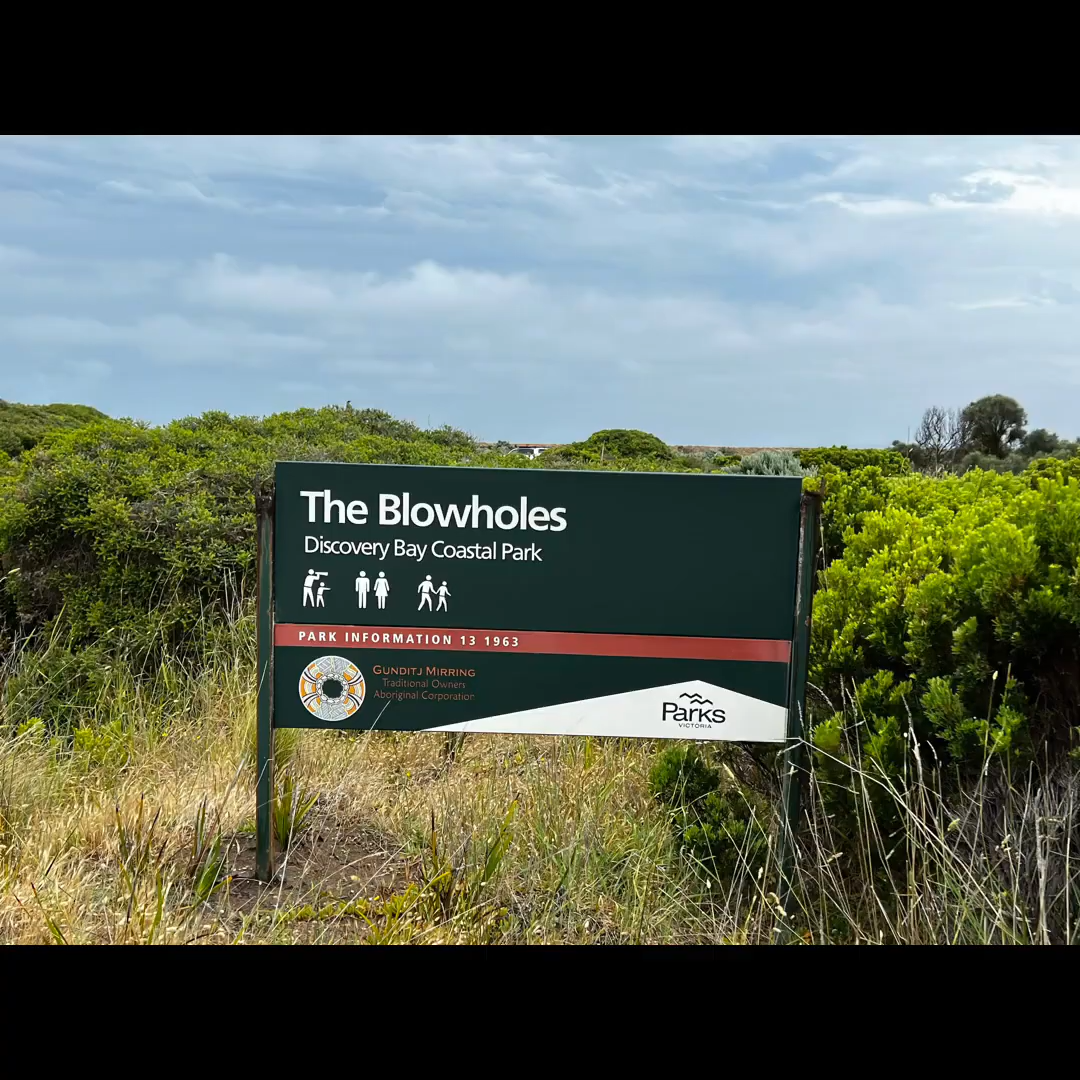 The Blowholes
Discovery Bay Coastal Park
PARK INFORMATION 13 1963
GUNDITJ MIRRING
Traditional Owners
Aboriginal Corporation
Parks
VICTORIA